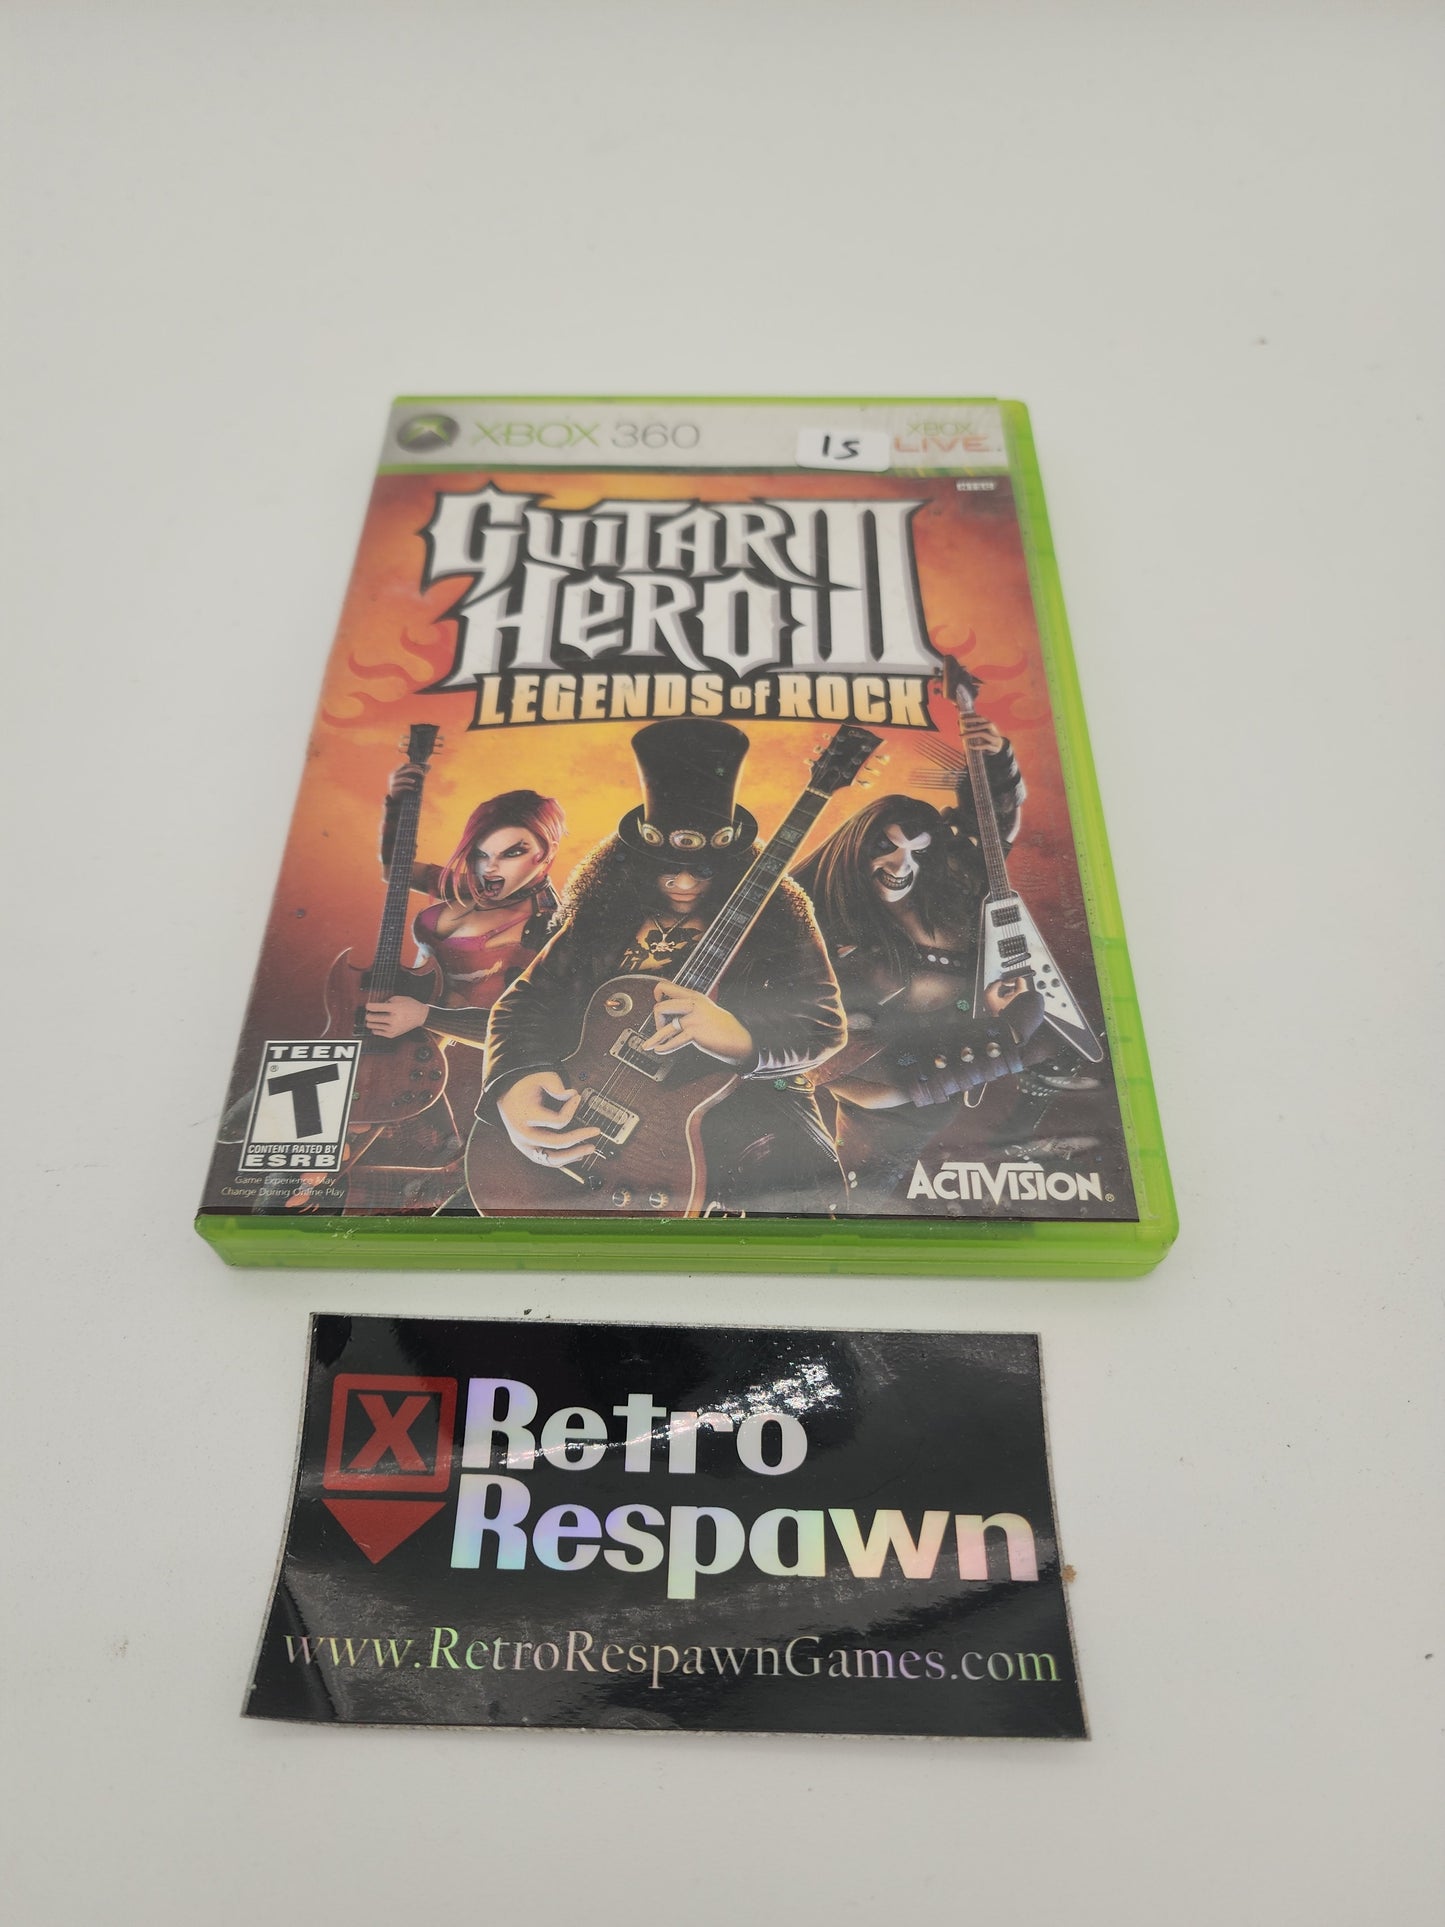 XBOX 360
15
XBOX
LIVE
NTSC
GUITAR
HERO III
LEGENDS OF ROCK
TEEN
T
CONTENT RATED BY
ESRB
Game Experience May
Change During Online Play
ACTIVISION®
X
Retro
Respawn
www.RetroRespawnGames.com